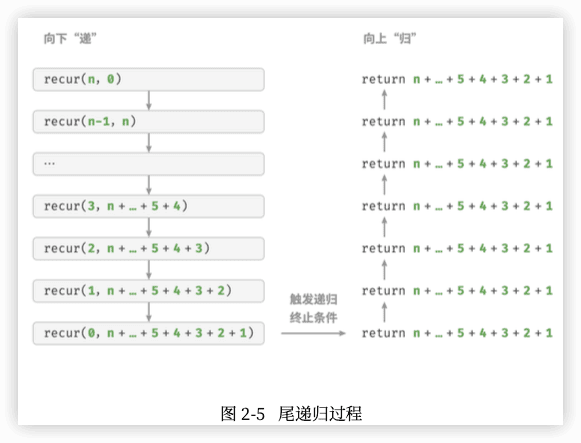 向下“递”
向上“归”
recur(n, 0)
return n + … + 5 + 4 + 3 + 2 + 1
recur(n-1, n)
return n + … + 5 + 4 + 3 + 2 + 1
…
return n + … + 5 + 4 + 3 + 2 + 1
recur(3, n + … + 5 + 4)
return n + … + 5 + 4 + 3 + 2 + 1
recur(2, n + … + 5 + 4 + 3)
return n + … + 5 + 4 + 3 + 2 + 1
recur(1, n + … + 5 + 4 + 3 + 2)
return n + … + 5 + 4 + 3 + 2 + 1
触发递归
终止条件
recur(0, n + … + 5 + 4 + 3 + 2 + 1)
return n + … + 5 + 4 + 3 + 2 + 1
图 2-5 尾递归过程